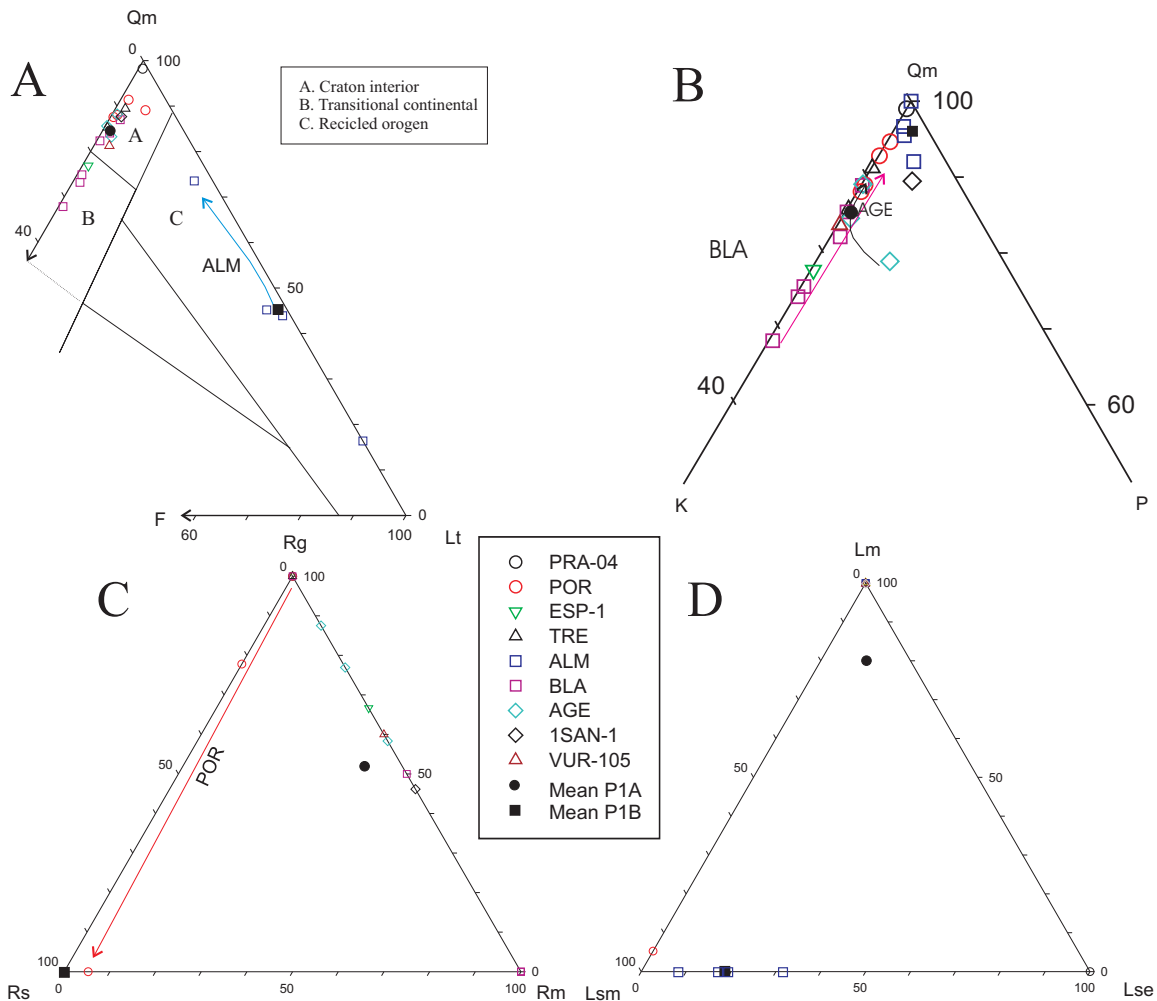 A
Qm
0
100
A. Craton interior
B. Transitional continental
C. Recicled orogen
A
B
C
40
ALM
50
F
60
100
0
Lt
B
Qm
100
AGE
BLA
40
60
K
P
C
Rg
0
100
50
POR
50
100
0
Rs
0
50
100
Rm
PRA-04
POR
ESP-1
TRE
ALM
BLA
AGE
1SAN-1
VUR-105
Mean P1A
Mean P1B
D
Lm
0
100
50
50
100
0
Lsm
0
50
100
Lse